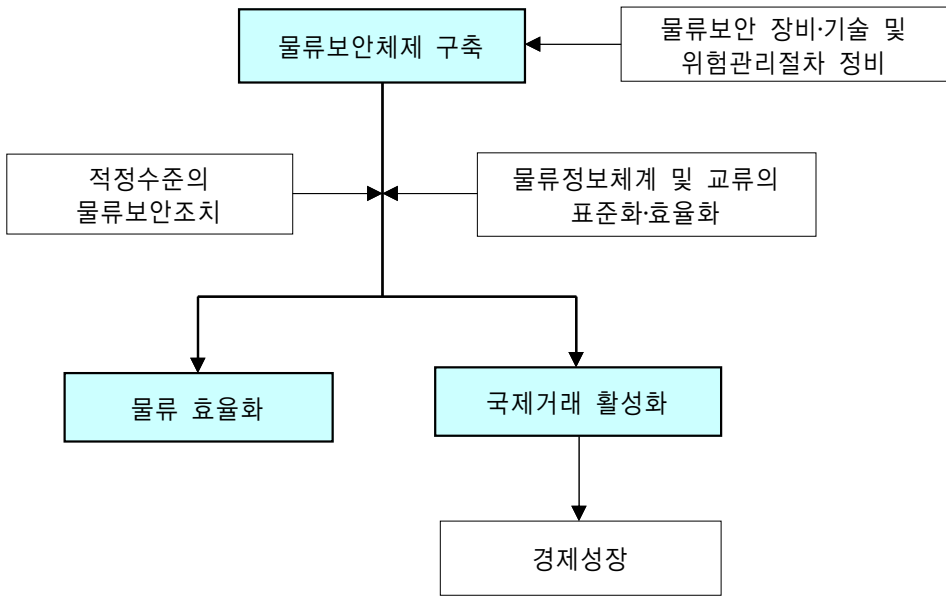 물류보안체제 구축
물류보안 장비·기술 및
위험관리절차 정비
적정수준의
물류보안조치
물류정보체계 및 교류의
표준화·효율화
물류 효율화
국제거래 활성화
경제성장